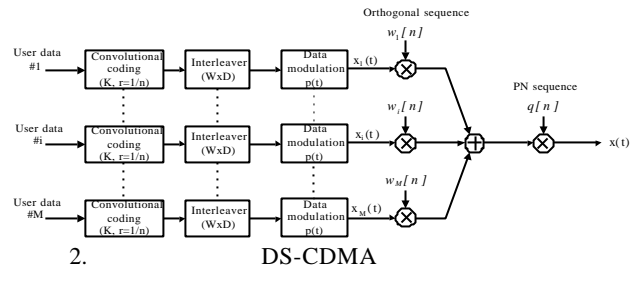 Orthogonal sequence
w₁[n]
User data
#1
Convolutional
coding
(K, r=1/n)
Interleaver
(WxD)
Data
modulation
p(t)
x₁(t)
PN sequence
q[n]
User data
#i
Convolutional
coding
(K, r=1/n)
Interleaver
(WxD)
Data
modulation
p(t)
xᵢ(t)
wᵢ[n]
x(t)
User data
#M
Convolutional
coding
(K, r=1/n)
Interleaver
(WxD)
Data
modulation
p(t)
x_M(t)
w_M[n]
2. DS-CDMA